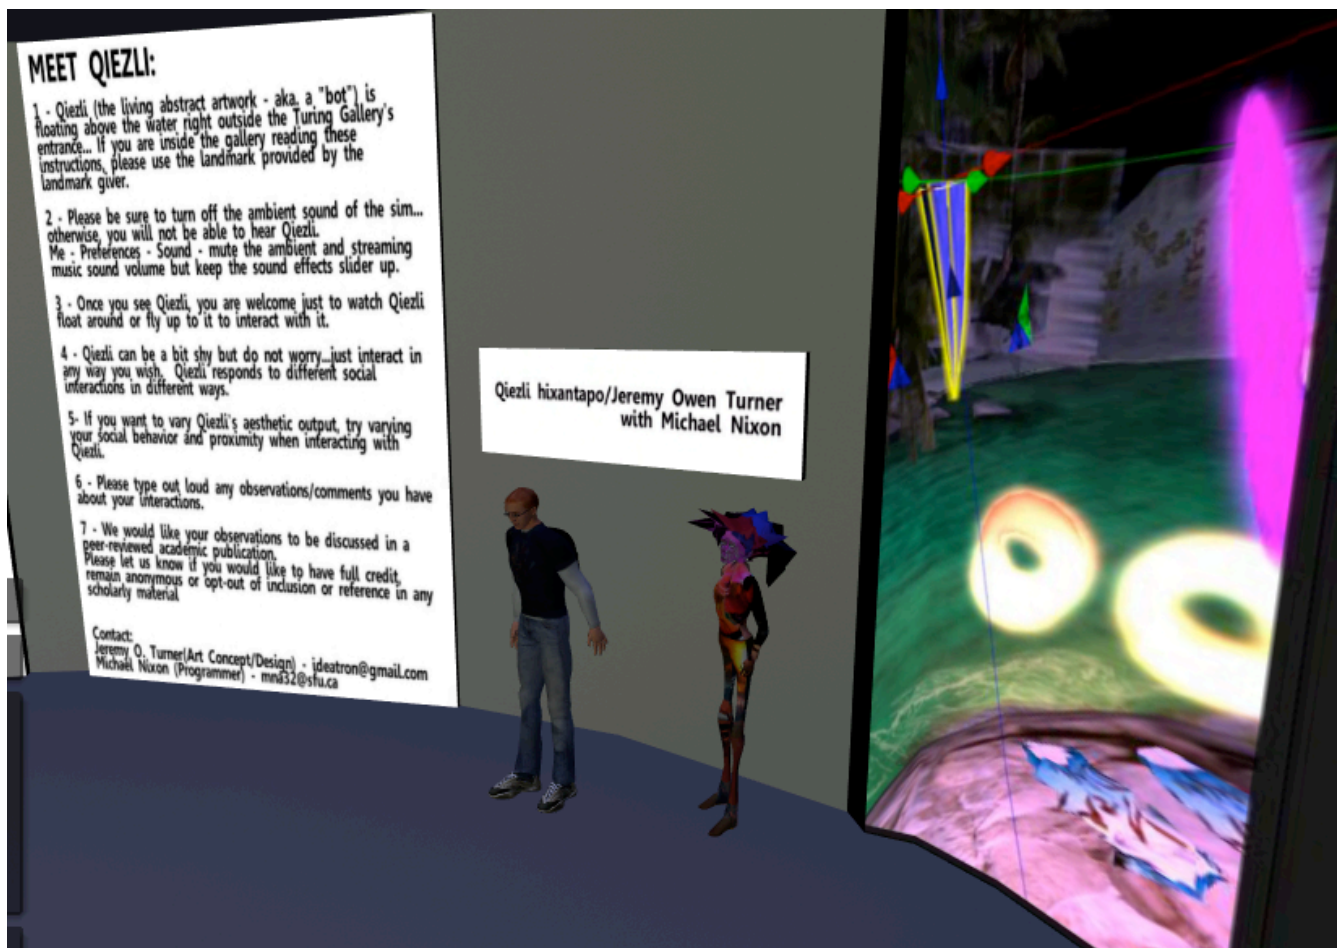 MEET QIEZLI:
1 - Qiezli (the living abstract artwork - aka. a "bot") is
floating above the water right outside the Turing Gallery's
entrance... If you are inside the gallery reading these
instructions, please use the landmark provided by the
landmark giver.
2 - Please be sure to turn off the ambient sound of the sim...
otherwise, you will not be able to hear Qiezli.
Me - Preferences - Sound - mute the ambient and streaming
music sound volume but keep the sound effects slider up.
3 - Once you see Qiezli, you are welcome just to watch Qiezli
float around or fly up to it to interact with it.
4 - Qiezli can be a bit shy but do not worry...just interact in
any way you wish. Qiezli responds to different social
interactions in different ways.
5- If you want to vary Qiezli's aesthetic output, try varying
your social behavior and proximity when interacting with
Qiezli.
6 - Please type out loud any observations/comments you have
about your interactions.
7 - We would like your observations to be discussed in a
peer-reviewed academic publication.
Please let us know if you would like to have full credit,
remain anonymous or opt-out of inclusion or reference in any
scholarly material
Contact:
Jeremy O. Turner(Art Concept/Design) - ideatron@gmail.com
Michael Nixon (Programmer) - mna32@sfu.ca
Qiezli hixantapo/Jeremy Owen Turner
with Michael Nixon